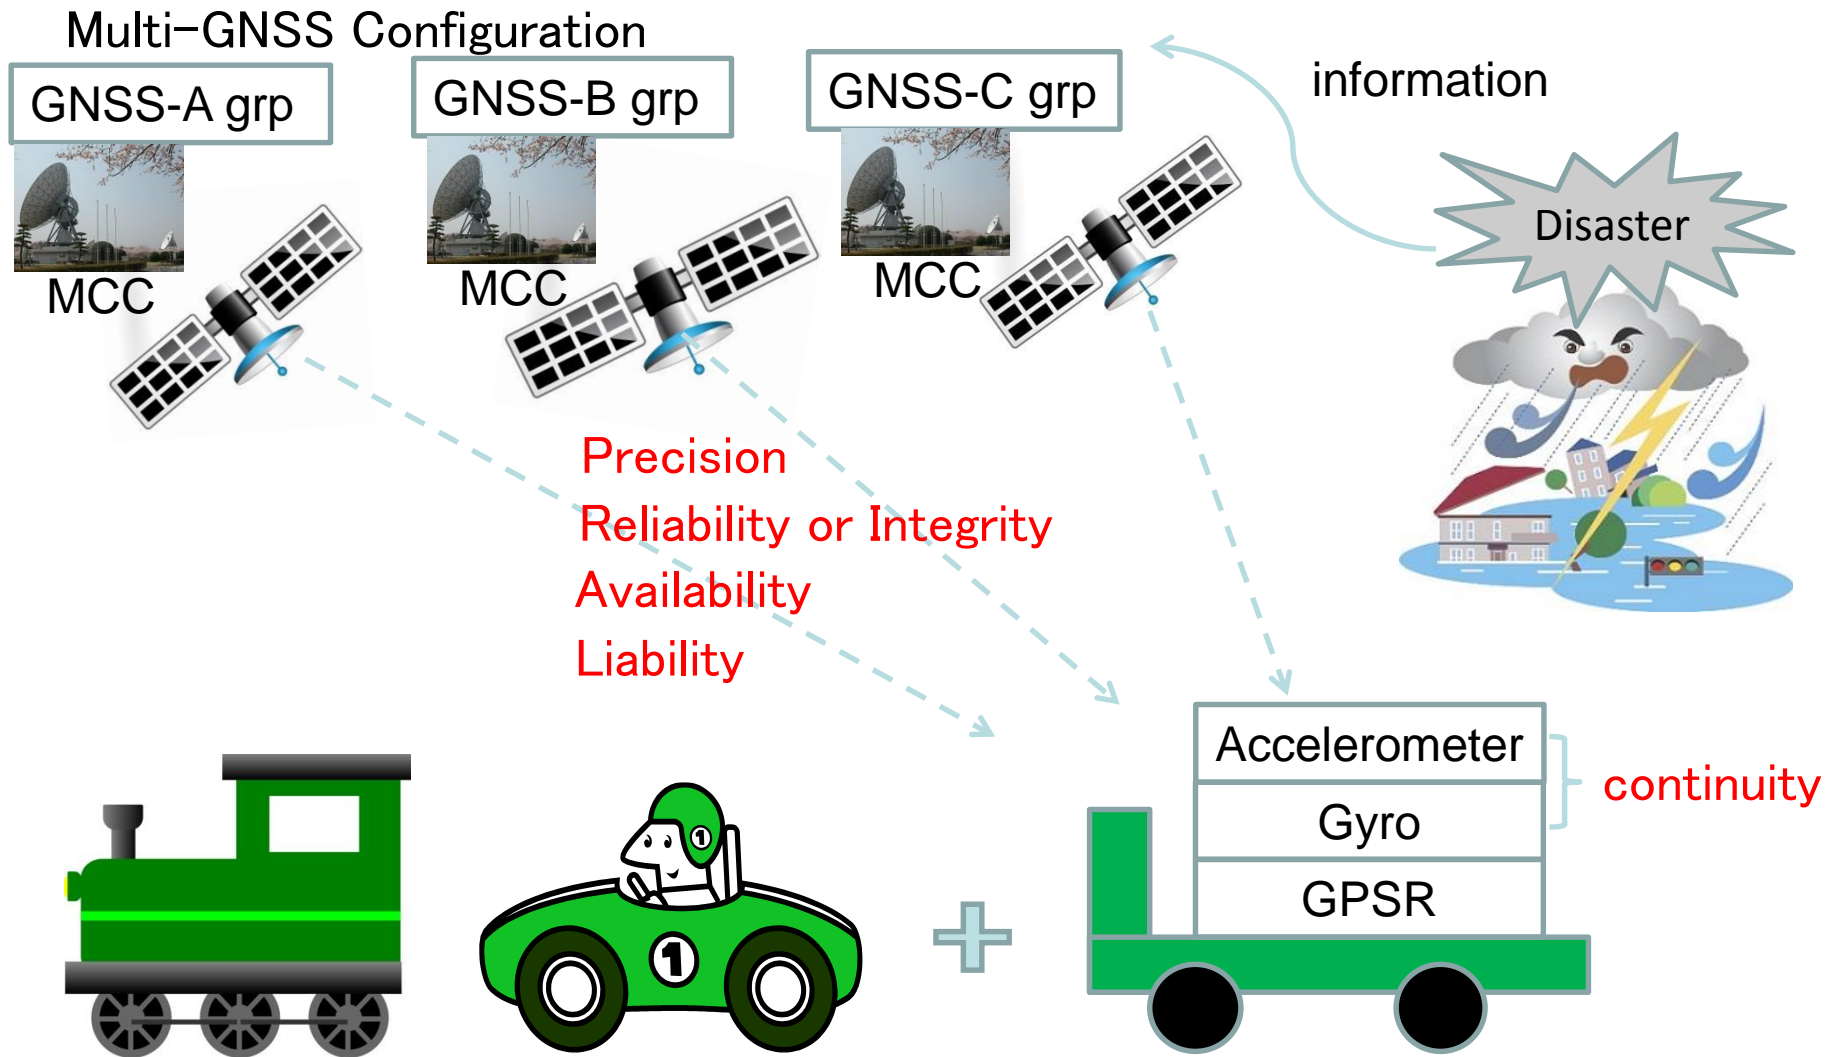 Multi-GNSS Configuration
GNSS-A grp
GNSS-B grp
GNSS-C grp
information
MCC
MCC
MCC
Disaster
Precision
Reliability or Integrity
Availability
Liability
Accelerometer
Gyro
GPSR
continuity
1
1